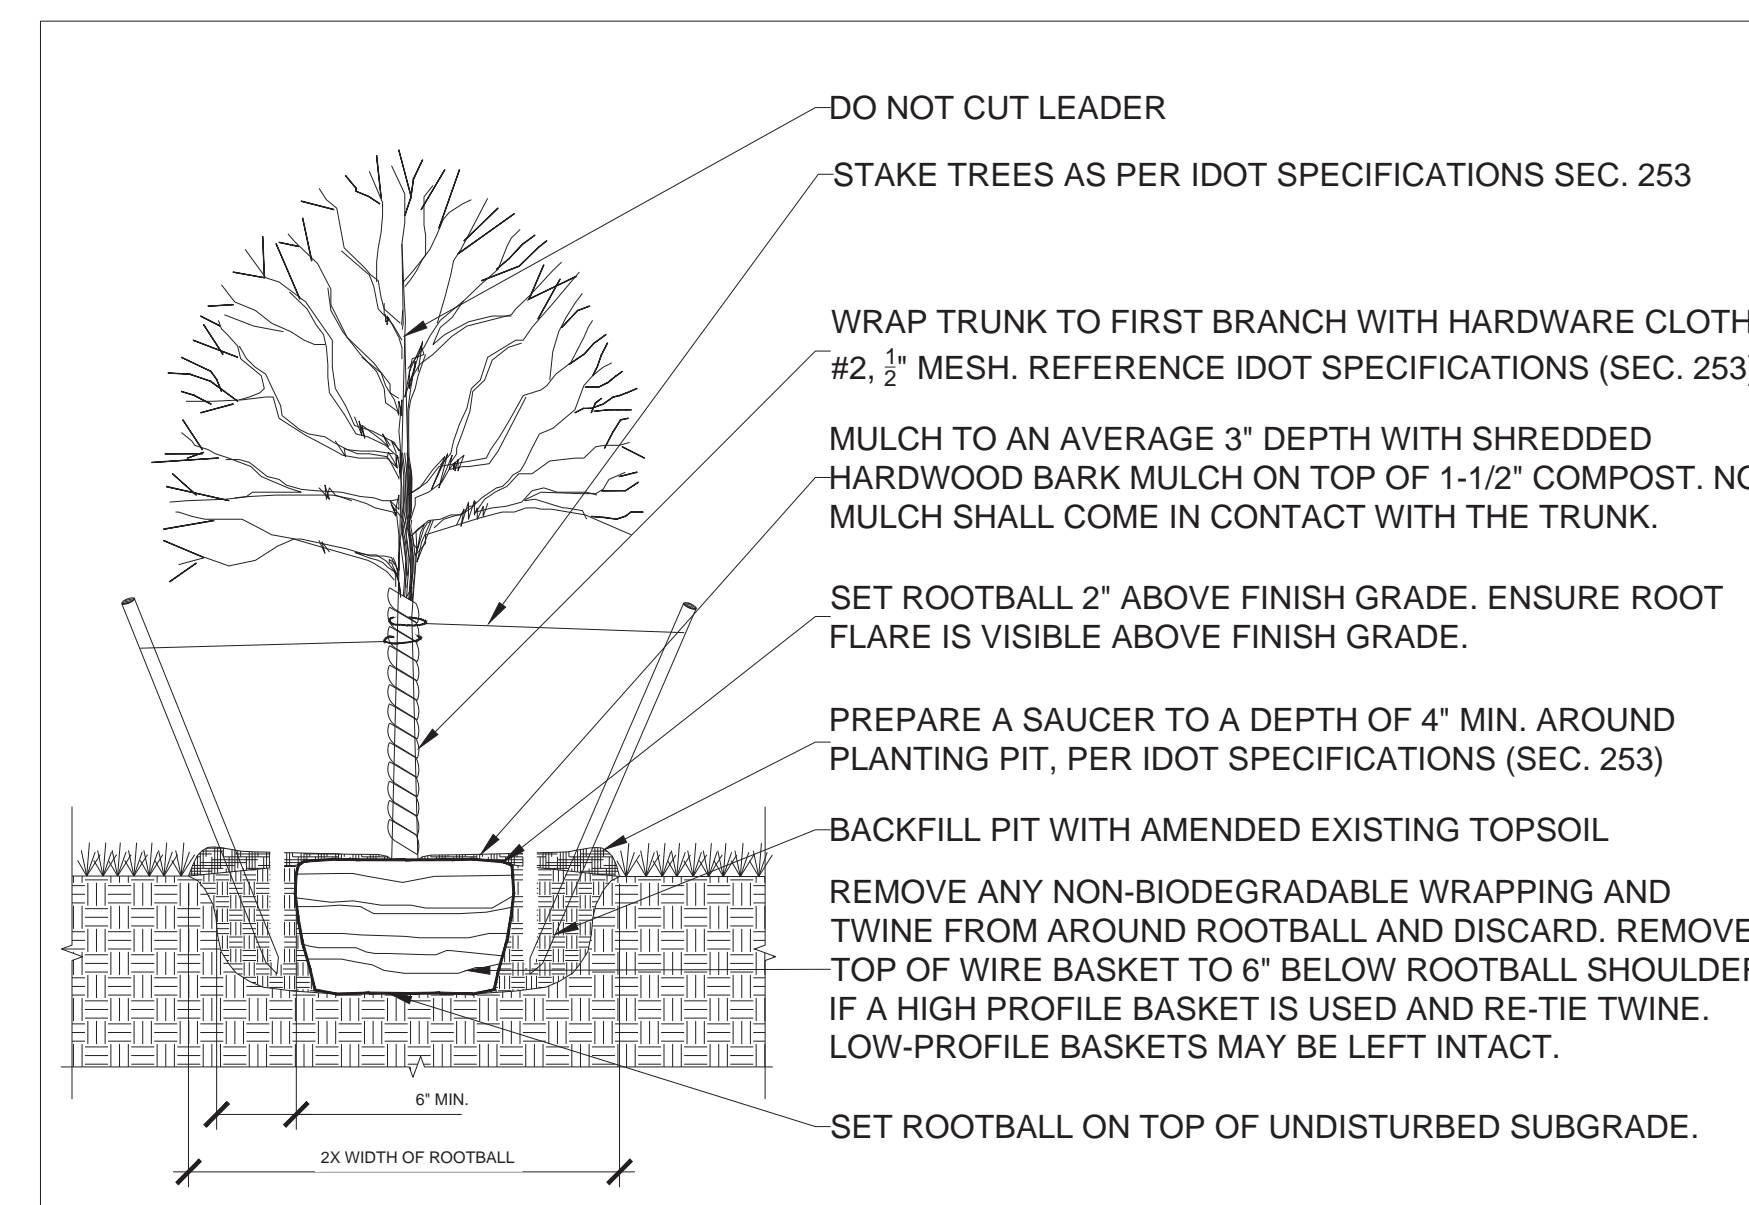 DO NOT CUT LEADER
STAKE TREES AS PER IDOT SPECIFICATIONS SEC. 253
WRAP TRUNK TO FIRST BRANCH WITH HARDWARE CLOTH
#2, ½" MESH. REFERENCE IDOT SPECIFICATIONS (SEC. 253)
MULCH TO AN AVERAGE 3" DEPTH WITH SHREDDED
HARDWOOD BARK MULCH ON TOP OF 1-1/2" COMPOST. NO
MULCH SHALL COME IN CONTACT WITH THE TRUNK.
SET ROOTBALL 2" ABOVE FINISH GRADE. ENSURE ROOT
FLARE IS VISIBLE ABOVE FINISH GRADE.
PREPARE A SAUCER TO A DEPTH OF 4" MIN. AROUND
PLANTING PIT, PER IDOT SPECIFICATIONS (SEC. 253)
BACKFILL PIT WITH AMENDED EXISTING TOPSOIL
REMOVE ANY NON-BIODEGRADABLE WRAPPING AND
TWINE FROM AROUND ROOTBALL AND DISCARD. REMOVE
TOP OF WIRE BASKET TO 6" BELOW ROOTBALL SHOULDER
IF A HIGH PROFILE BASKET IS USED AND RE-TIE TWINE.
LOW-PROFILE BASKETS MAY BE LEFT INTACT.
6" MIN.
SET ROOTBALL ON TOP OF UNDISTURBED SUBGRADE.
2X WIDTH OF ROOTBALL